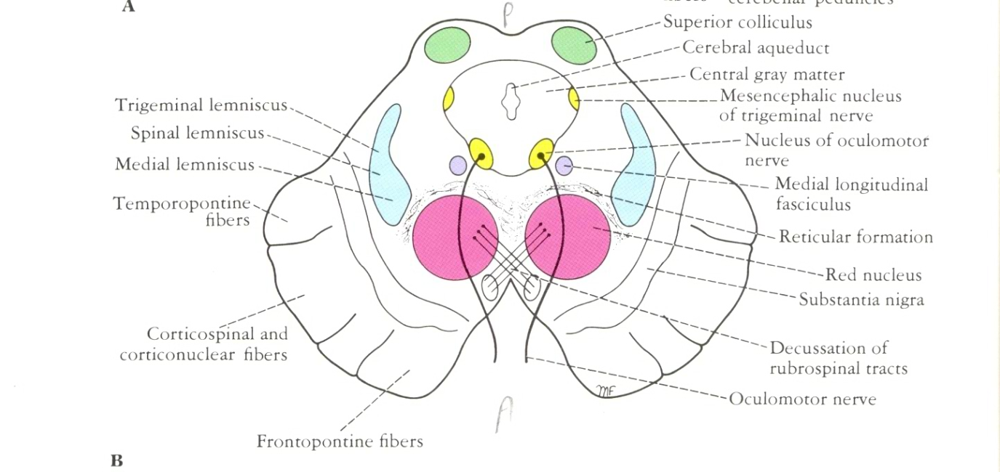 A
P
Superior colliculus
Cerebral aqueduct
Central gray matter
Mesencephalic nucleus
of trigeminal nerve
Nucleus of oculomotor
nerve
Medial longitudinal
fasciculus
Reticular formation
Red nucleus
Substantia nigra
Decussation of
rubrospinal tracts
Oculomotor nerve
Trigeminal lemniscus
Spinal lemniscus
Medial lemniscus
Temporopontine
fibers
Corticospinal and
corticonuclear fibers
Frontopontine fibers
MF
A
B